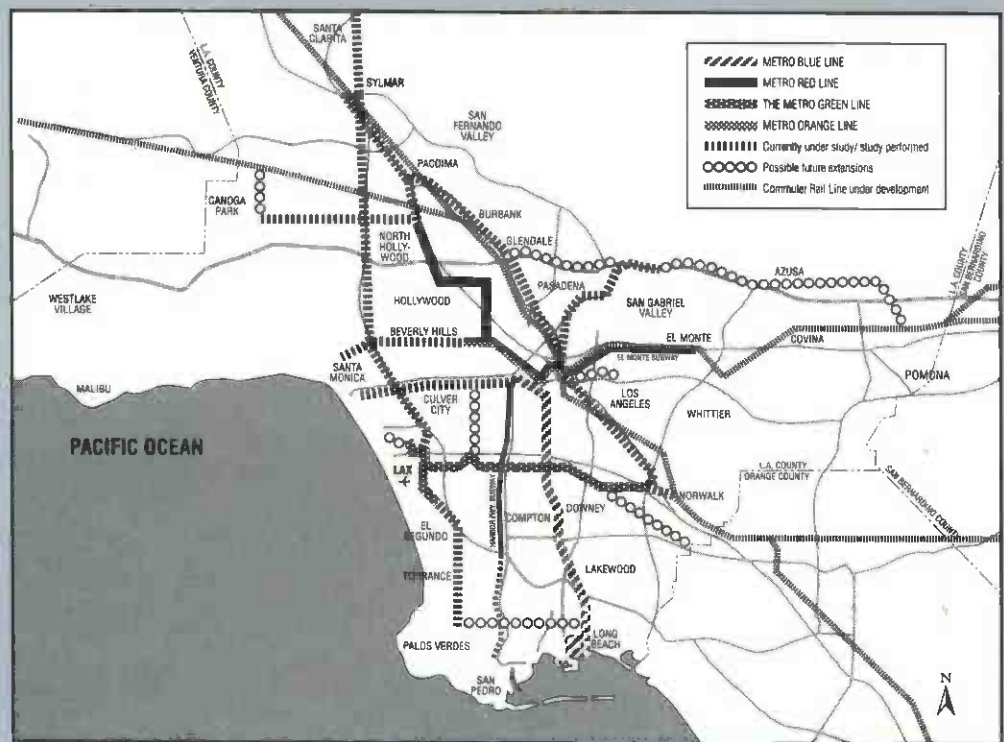 SANTA
CLARITA
L.A. COUNTY
VENTURA COUNTY
SYLMAR
SAN
FERNANDO
VALLEY
METRO BLUE LINE
METRO RED LINE
THE METRO GREEN LINE
METRO ORANGE LINE
Currently under study/ study performed
Possible future extensions
Commuter Rail Line under development
PACOIMA
CANOGA
PARK
BURBANK
NORTH
HOLLY-
WOOD
GLENDALE
PASADENA
AZUSA
L.A. COUNTY
SAN BERNARDINO
COUNTY
WESTLAKE
VILLAGE
HOLLYWOOD
SAN GABRIEL
VALLEY
BEVERLY HILLS
EL MONTE
EL MONTE BUSWAY
COVINA
POMONA
SANTA
MONICA
MALIBU
CULVER
CITY
LOS
ANGELES
WHITTIER
PACIFIC OCEAN
LAX
L.A. COUNTY
ORANGE COUNTY
SAN BERNARDINO COUNTY
NORWALK
EL
SEGUNDO
COMPTON
DOWNEY
TORRANCE
LAKEWOOD
PALOS VERDES
LONG
BEACH
SAN
PEDRO
N